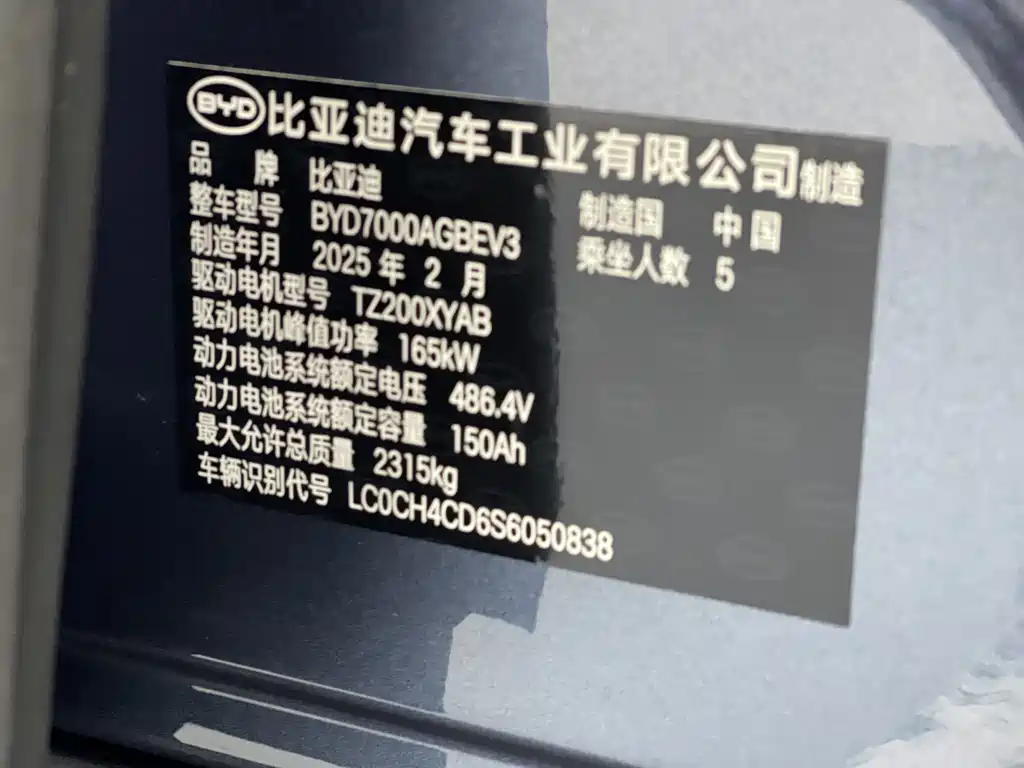 BYD 比亚迪汽车工业有限公司制造
品 牌 比亚迪 制造国 中国
整车型号 BYD7000AGBEV3 乘坐人数 5
制造年月 2025 年 2 月
驱动电机型号 TZ200XYAB
驱动电机峰值功率 165kW
动力电池系统额定电压 486.4V
动力电池系统额定容量 150Ah
最大允许总质量 2315kg
车辆识别代号 LC0CH4CD6S6050838